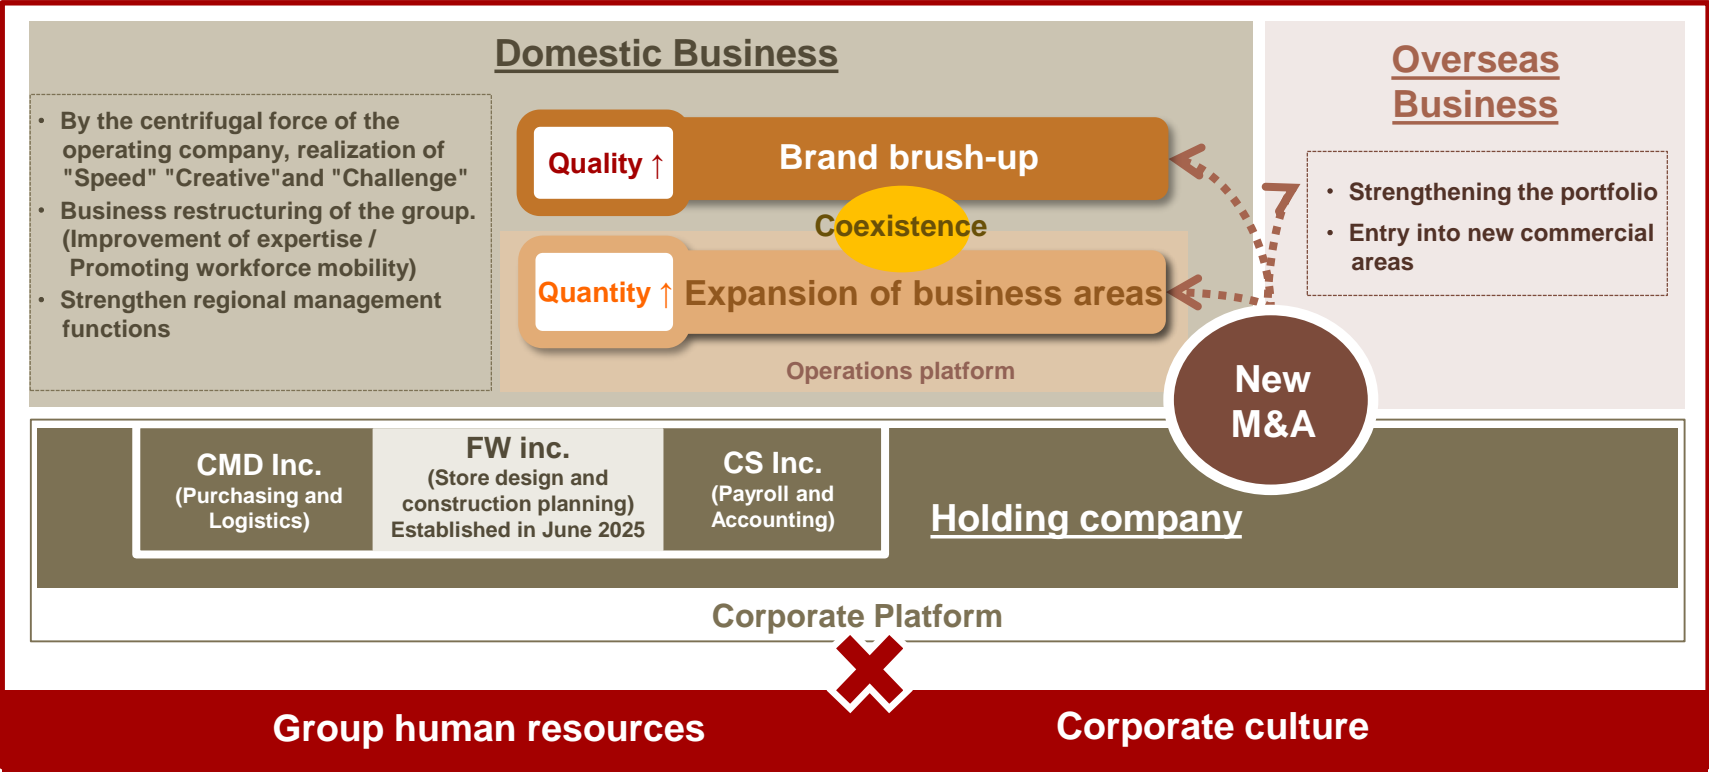 Domestic Business
• By the centrifugal force of the
operating company, realization of
"Speed" "Creative"and "Challenge"
• Business restructuring of the group.
(Improvement of expertise /
Promoting workforce mobility)
• Strengthen regional management
functions
Quality ↑
Brand brush-up
Coexistence
Quantity ↑
Expansion of business areas
Operations platform
Overseas
Business
• Strengthening the portfolio
• Entry into new commercial
areas
New
M&A
CMD Inc.
(Purchasing and
Logistics)
FW inc.
(Store design and
construction planning)
Established in June 2025
CS Inc.
(Payroll and
Accounting)
Holding company
Corporate Platform
Group human resources
Corporate culture